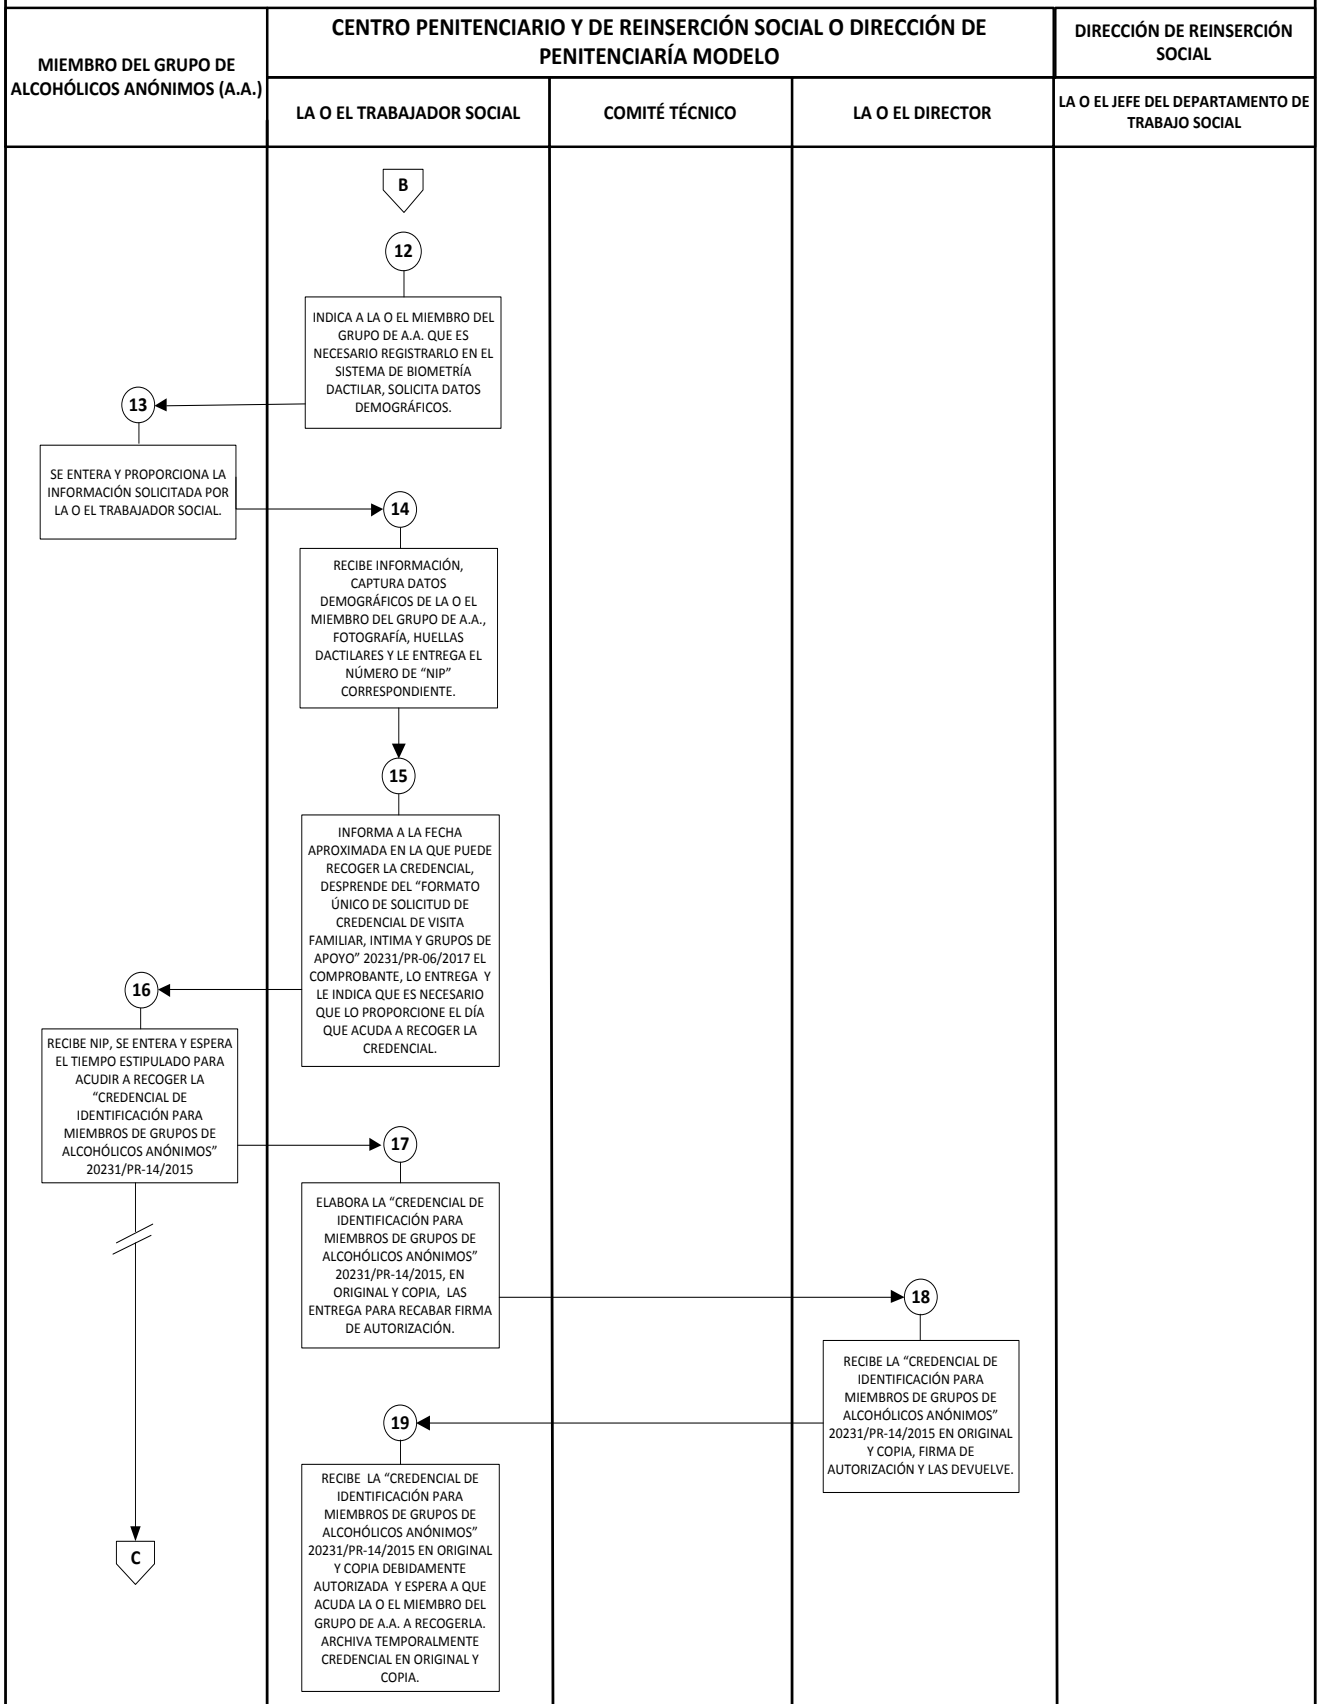 MIEMBRO DEL GRUPO DE
ALCOHÓLICOS ANÓNIMOS (A.A.)
CENTRO PENITENCIARIO Y DE REINSERCIÓN SOCIAL O DIRECCIÓN DE
PENITENCIARÍA MODELO
DIRECCIÓN DE REINSERCIÓN
SOCIAL
LA O EL TRABAJADOR SOCIAL
COMITÉ TÉCNICO
LA O EL DIRECTOR
LA O EL JEFE DEL DEPARTAMENTO DE
TRABAJO SOCIAL
B
12
INDICA A LA O EL MIEMBRO DEL
GRUPO DE A.A. QUE ES
NECESARIO REGISTRARLO EN EL
SISTEMA DE BIOMETRÍA
DACTILAR, SOLICITA DATOS
DEMOGRÁFICOS.
13
SE ENTERA Y PROPORCIONA LA
INFORMACIÓN SOLICITADA POR
LA O EL TRABAJADOR SOCIAL.
14
RECIBE INFORMACIÓN,
CAPTURA DATOS
DEMOGRÁFICOS DE LA O EL
MIEMBRO DEL GRUPO DE A.A.,
FOTOGRAFÍA, HUELLAS
DACTILARES Y LE ENTREGA EL
NÚMERO DE “NIP”
CORRESPONDIENTE.
15
INFORMA A LA FECHA
APROXIMADA EN LA QUE PUEDE
RECOGER LA CREDENCIAL,
DESPRENDE DEL “FORMATO
ÚNICO DE SOLICITUD DE
CREDENCIAL DE VISITA
FAMILIAR, INTIMA Y GRUPOS DE
APOYO” 20231/PR-06/2017 EL
COMPROBANTE, LO ENTREGA Y
LE INDICA QUE ES NECESARIO
QUE LO PROPORCIONE EL DÍA
QUE ACUDA A RECOGER LA
CREDENCIAL.
16
RECIBE NIP, SE ENTERA Y ESPERA
EL TIEMPO ESTIPULADO PARA
ACUDIR A RECOGER LA
“CREDENCIAL DE
IDENTIFICACIÓN PARA
MIEMBROS DE GRUPOS DE
ALCOHÓLICOS ANÓNIMOS”
20231/PR-14/2015
17
ELABORA LA “CREDENCIAL DE
IDENTIFICACIÓN PARA
MIEMBROS DE GRUPOS DE
ALCOHÓLICOS ANÓNIMOS”
20231/PR-14/2015, EN
ORIGINAL Y COPIA, LAS
ENTREGA PARA RECABAR FIRMA
DE AUTORIZACIÓN.
18
RECIBE LA “CREDENCIAL DE
IDENTIFICACIÓN PARA
MIEMBROS DE GRUPOS DE
ALCOHÓLICOS ANÓNIMOS”
20231/PR-14/2015 EN ORIGINAL
Y COPIA, FIRMA DE
AUTORIZACIÓN Y LAS DEVUELVE.
19
RECIBE LA “CREDENCIAL DE
IDENTIFICACIÓN PARA
MIEMBROS DE GRUPOS DE
ALCOHÓLICOS ANÓNIMOS”
20231/PR-14/2015 EN ORIGINAL
Y COPIA DEBIDAMENTE
AUTORIZADA Y ESPERA A QUE
ACUDA LA O EL MIEMBRO DEL
GRUPO DE A.A. A RECOGERLA.
ARCHIVA TEMPORALMENTE
CREDENCIAL EN ORIGINAL Y
COPIA.
C